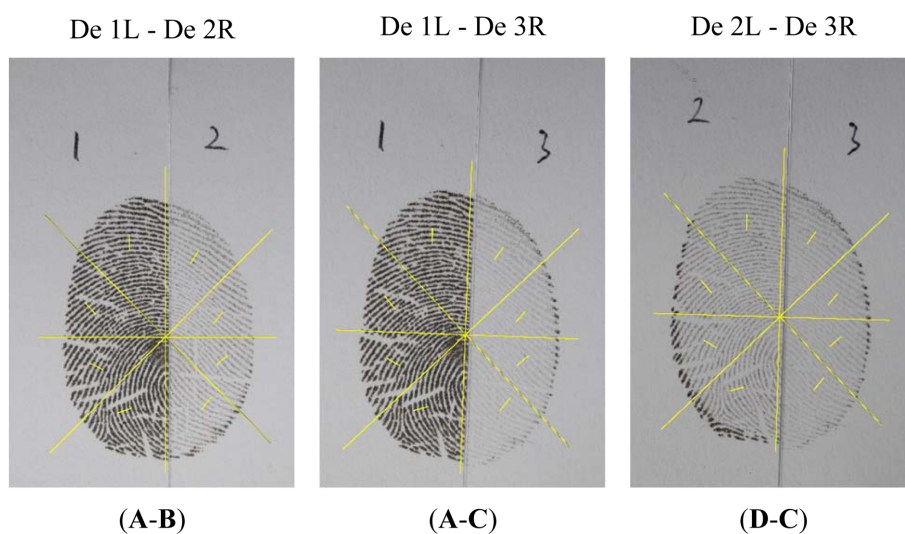 De 1L - De 2R
De 1L - De 3R
De 2L - De 3R
1 2
1 3
2 3
(A-B)
(A-C)
(D-C)